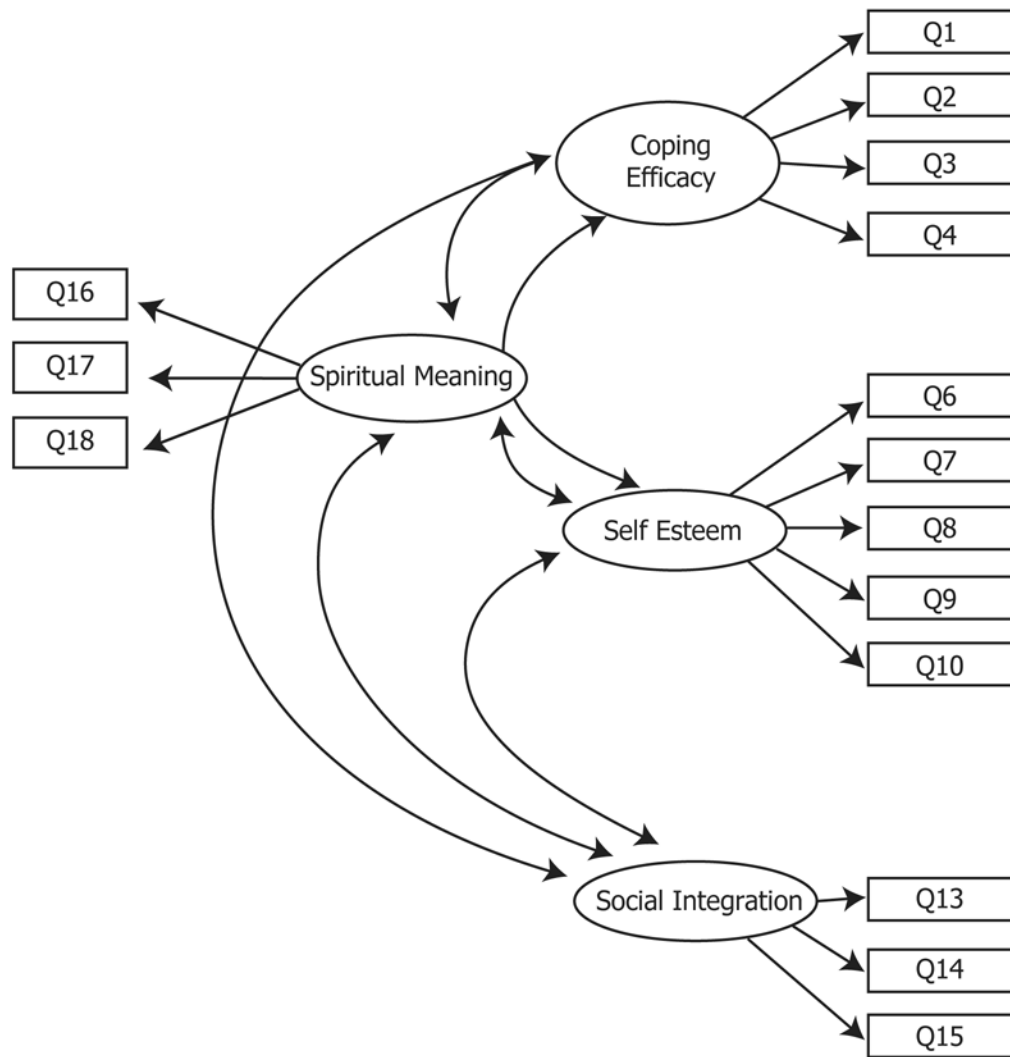 Q1
Q2
Coping
Efficacy
Q3
Q4
Q16
Q17
Spiritual Meaning
Q18
Q6
Q7
Self Esteem
Q8
Q9
Q10
Social Integration
Q13
Q14
Q15